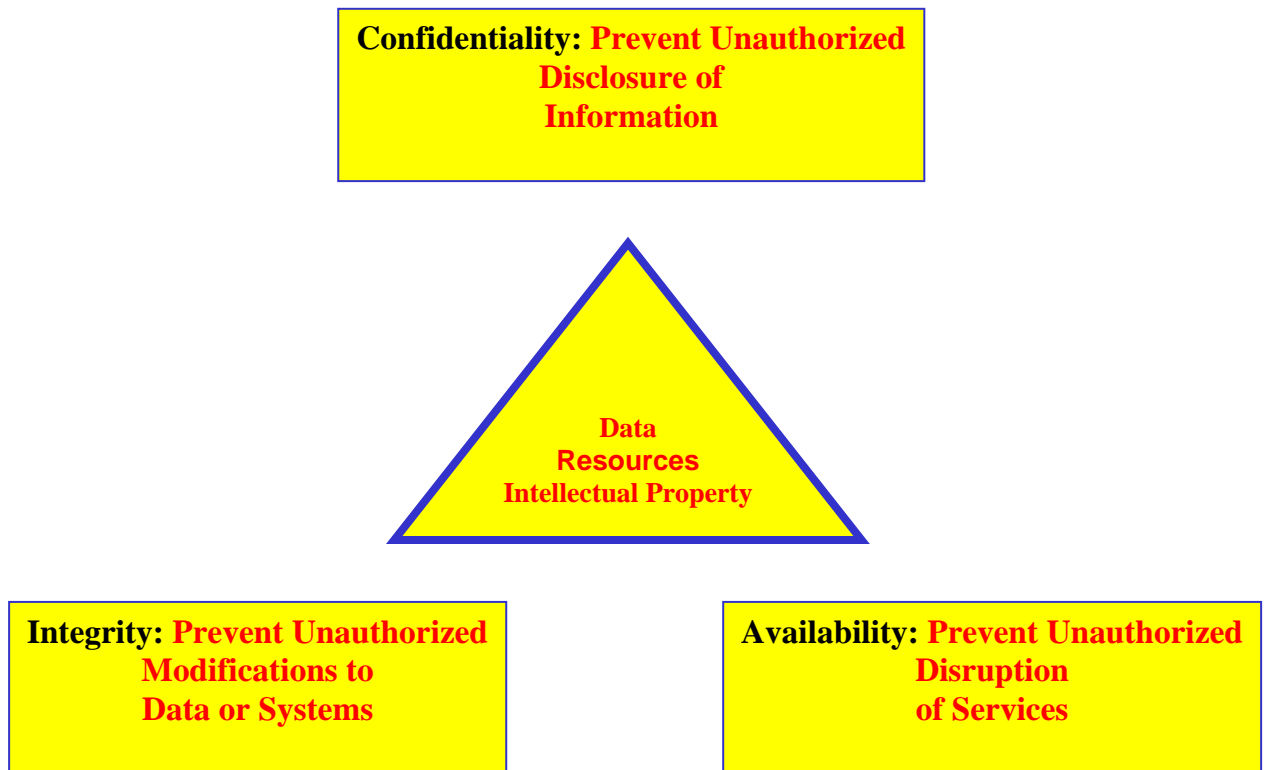 Confidentiality: Prevent Unauthorized
Disclosure of
Information
Data
Resources
Intellectual Property
Integrity: Prevent Unauthorized
Modifications to
Data or Systems
Availability: Prevent Unauthorized
Disruption
of Services